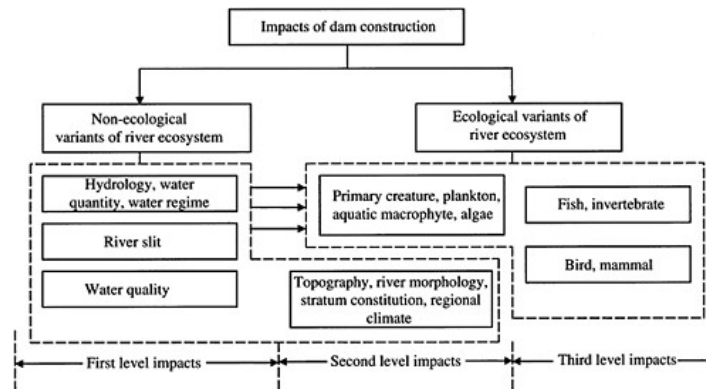 Impacts of dam construction
Non-ecological
variants of river ecosystem
Ecological variants of
river ecosystem
Hydrology, water
quantity, water regime
River slit
Water quality
Primary creature, plankton,
aquatic macrophyte, algae
Topography, river morphology,
stratum constitution, regional
climate
Fish, invertebrate
Bird, mammal
First level impacts
Second level impacts
Third level impacts